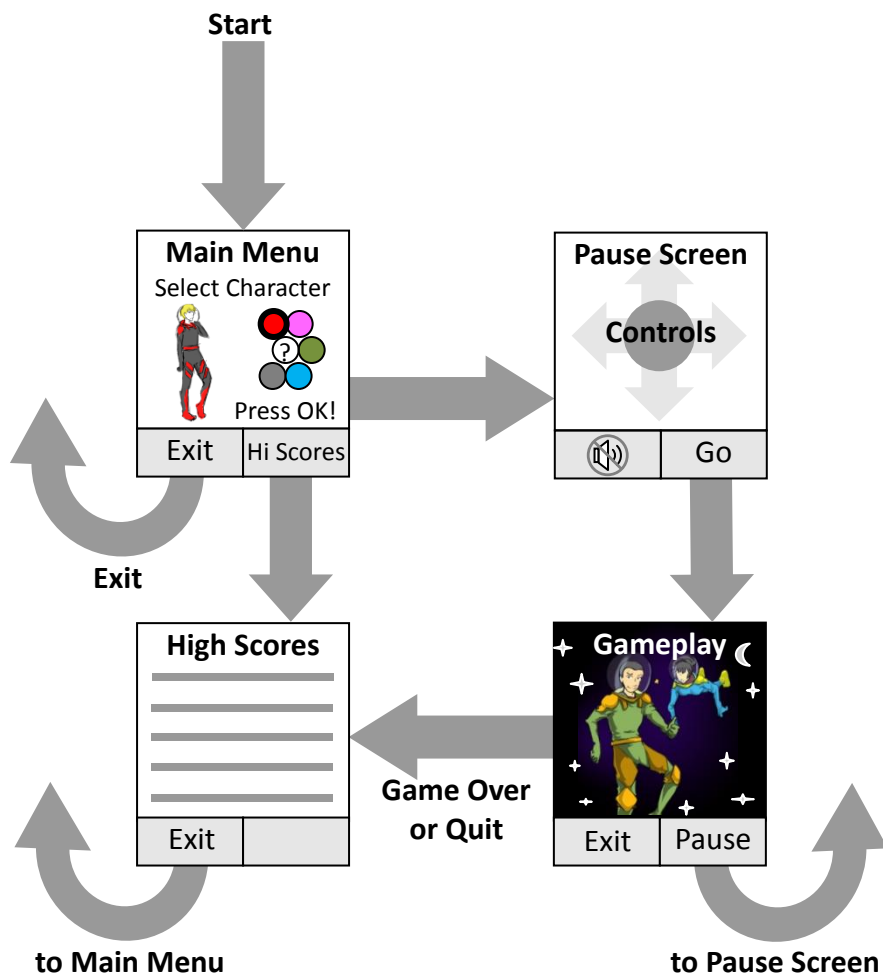 Start
Main Menu
Select Character
?
Press OK!
Exit
Hi Scores
Exit
Pause Screen
Controls
Go
High Scores
Exit
to Main Menu
Game Over
or Quit
Gameplay
Exit
Pause
to Pause Screen